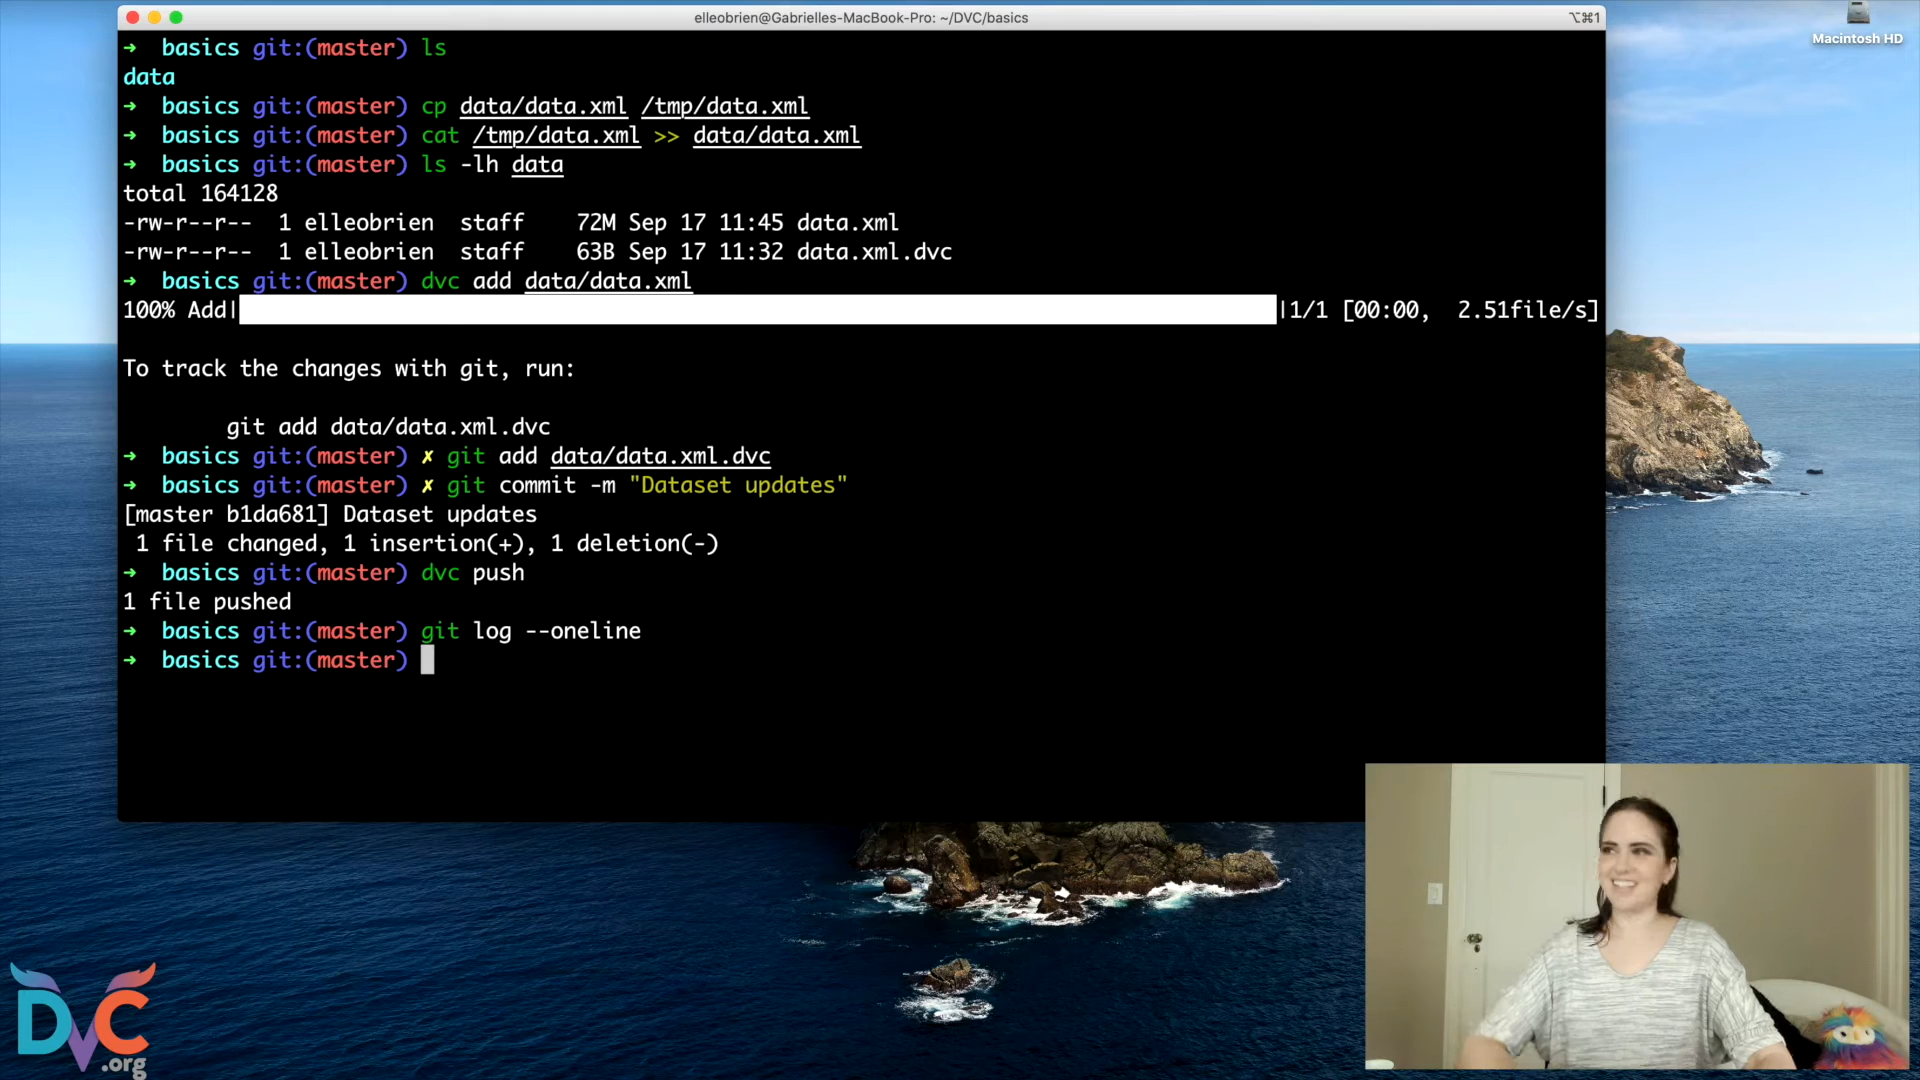 elleobrien@Gabrielles-MacBook-Pro: ~/DVC/basics
⌥⌘1
Macintosh HD
➜ basics git:(master) ls
data
➜ basics git:(master) cp data/data.xml /tmp/data.xml
➜ basics git:(master) cat /tmp/data.xml >> data/data.xml
➜ basics git:(master) ls -lh data
total 164128
-rw-r--r-- 1 elleobrien staff 72M Sep 17 11:45 data.xml
-rw-r--r-- 1 elleobrien staff 63B Sep 17 11:32 data.xml.dvc
➜ basics git:(master) dvc add data/data.xml
100% Add| |1/1 [00:00, 2.51file/s]
To track the changes with git, run:
git add data/data.xml.dvc
➜ basics git:(master) ✗ git add data/data.xml.dvc
➜ basics git:(master) ✗ git commit -m "Dataset updates"
[master b1da681] Dataset updates
1 file changed, 1 insertion(+), 1 deletion(-)
➜ basics git:(master) dvc push
1 file pushed
➜ basics git:(master) git log --oneline
➜ basics git:(master)
DVC
.org